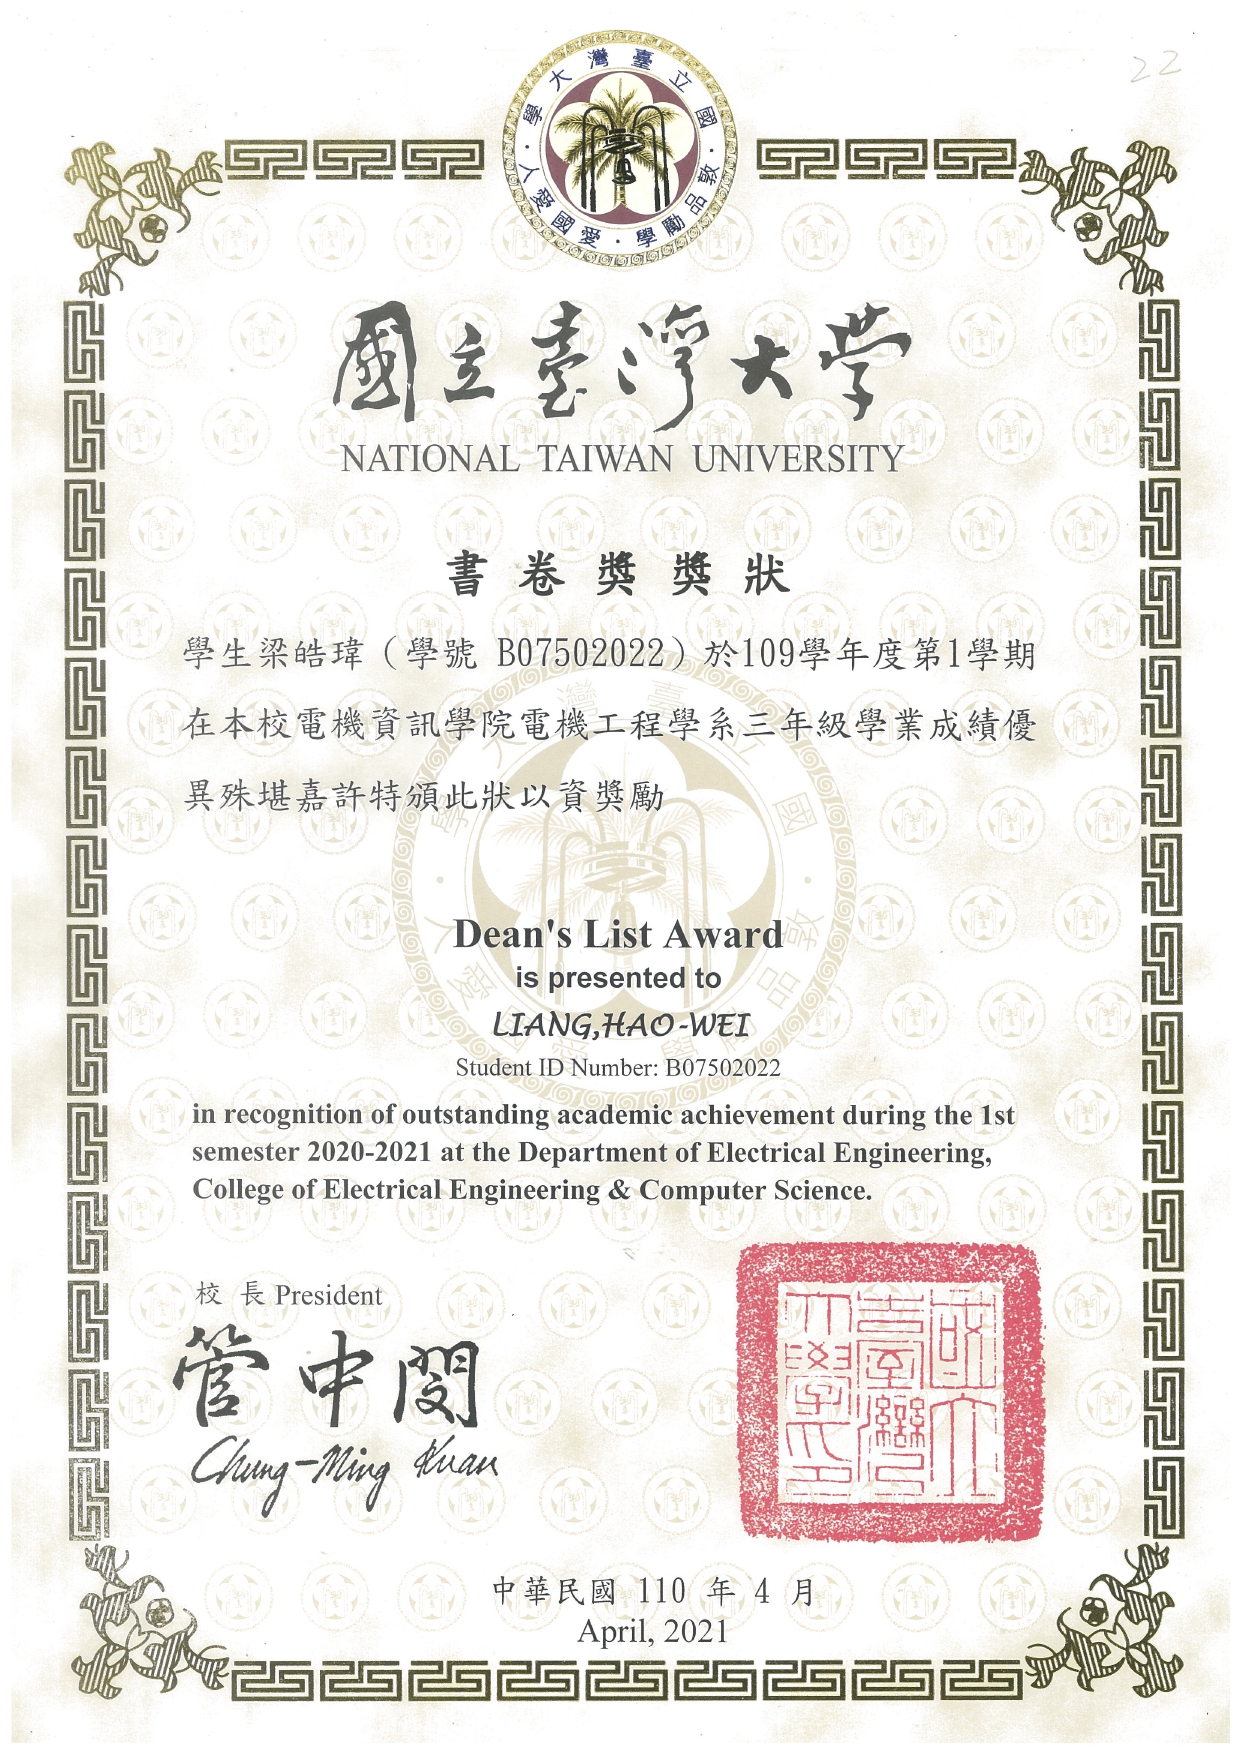 22
國立臺灣大學
敦品勵學·愛國愛人
國立臺灣大學
NATIONAL TAIWAN UNIVERSITY
書卷獎獎狀
學生梁皓瑋（學號 B07502022）於109學年度第1學期
在本校電機資訊學院電機工程學系三年級學業成績優
異殊堪嘉許特頒此狀以資獎勵
Dean's List Award
is presented to
LIANG,HAO-WEI
Student ID Number: B07502022
in recognition of outstanding academic achievement during the 1st
semester 2020-2021 at the Department of Electrical Engineering,
College of Electrical Engineering & Computer Science.
校 長 President
管中閔
Chung-Ming Kuan
國立臺灣大學印
中華民國 110 年 4 月
April, 2021